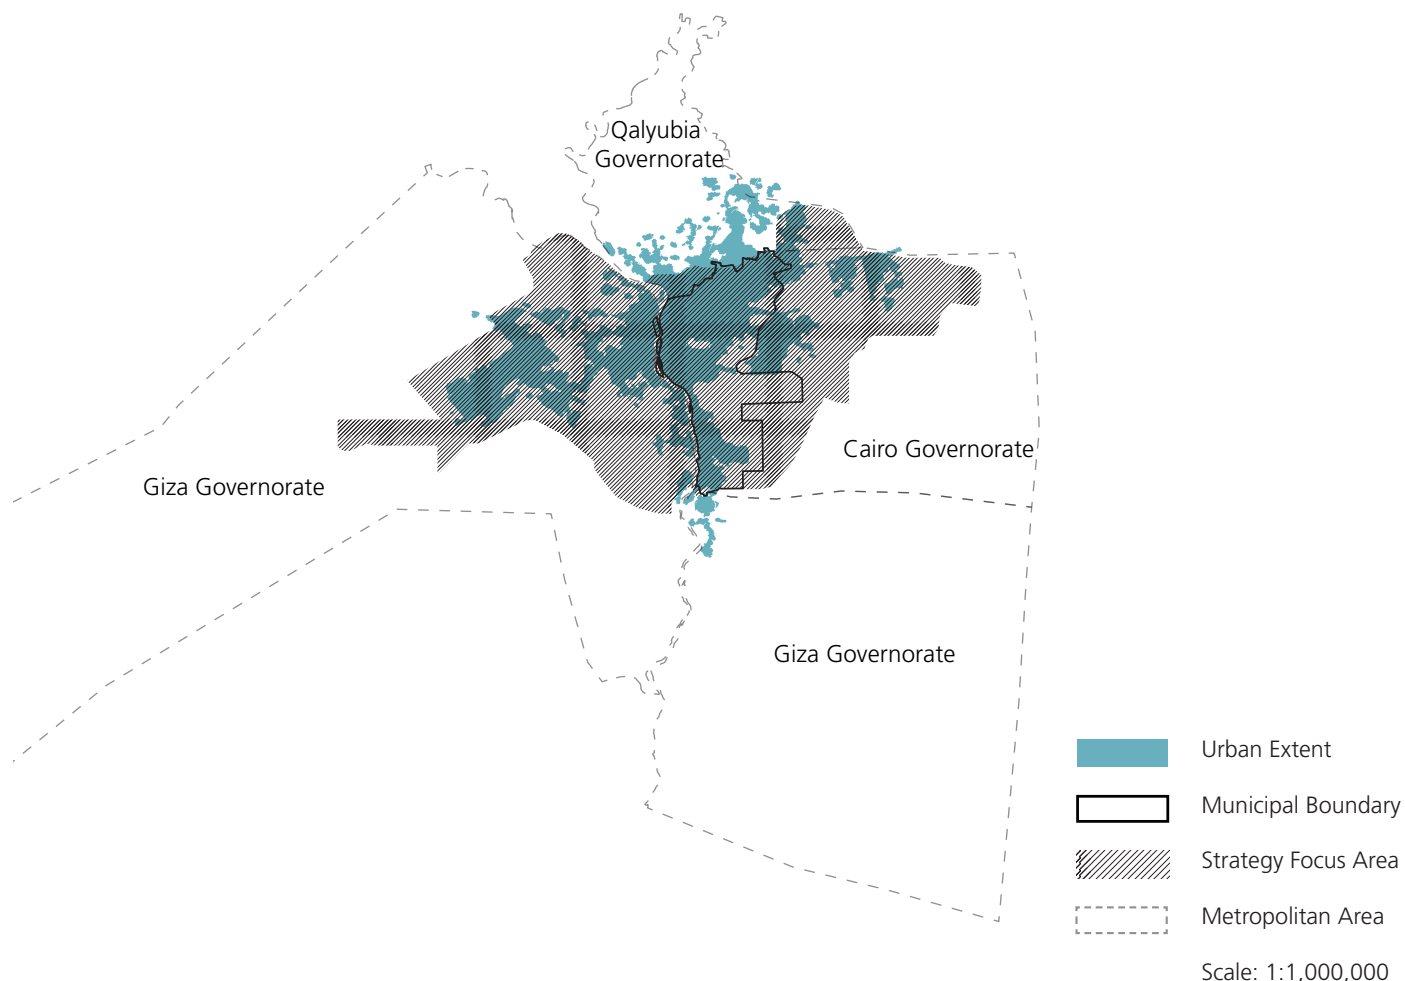 Qalyubia
Governorate
Cairo Governorate
Giza Governorate
Giza Governorate
Urban Extent
Municipal Boundary
Strategy Focus Area
Metropolitan Area
Scale: 1:1,000,000